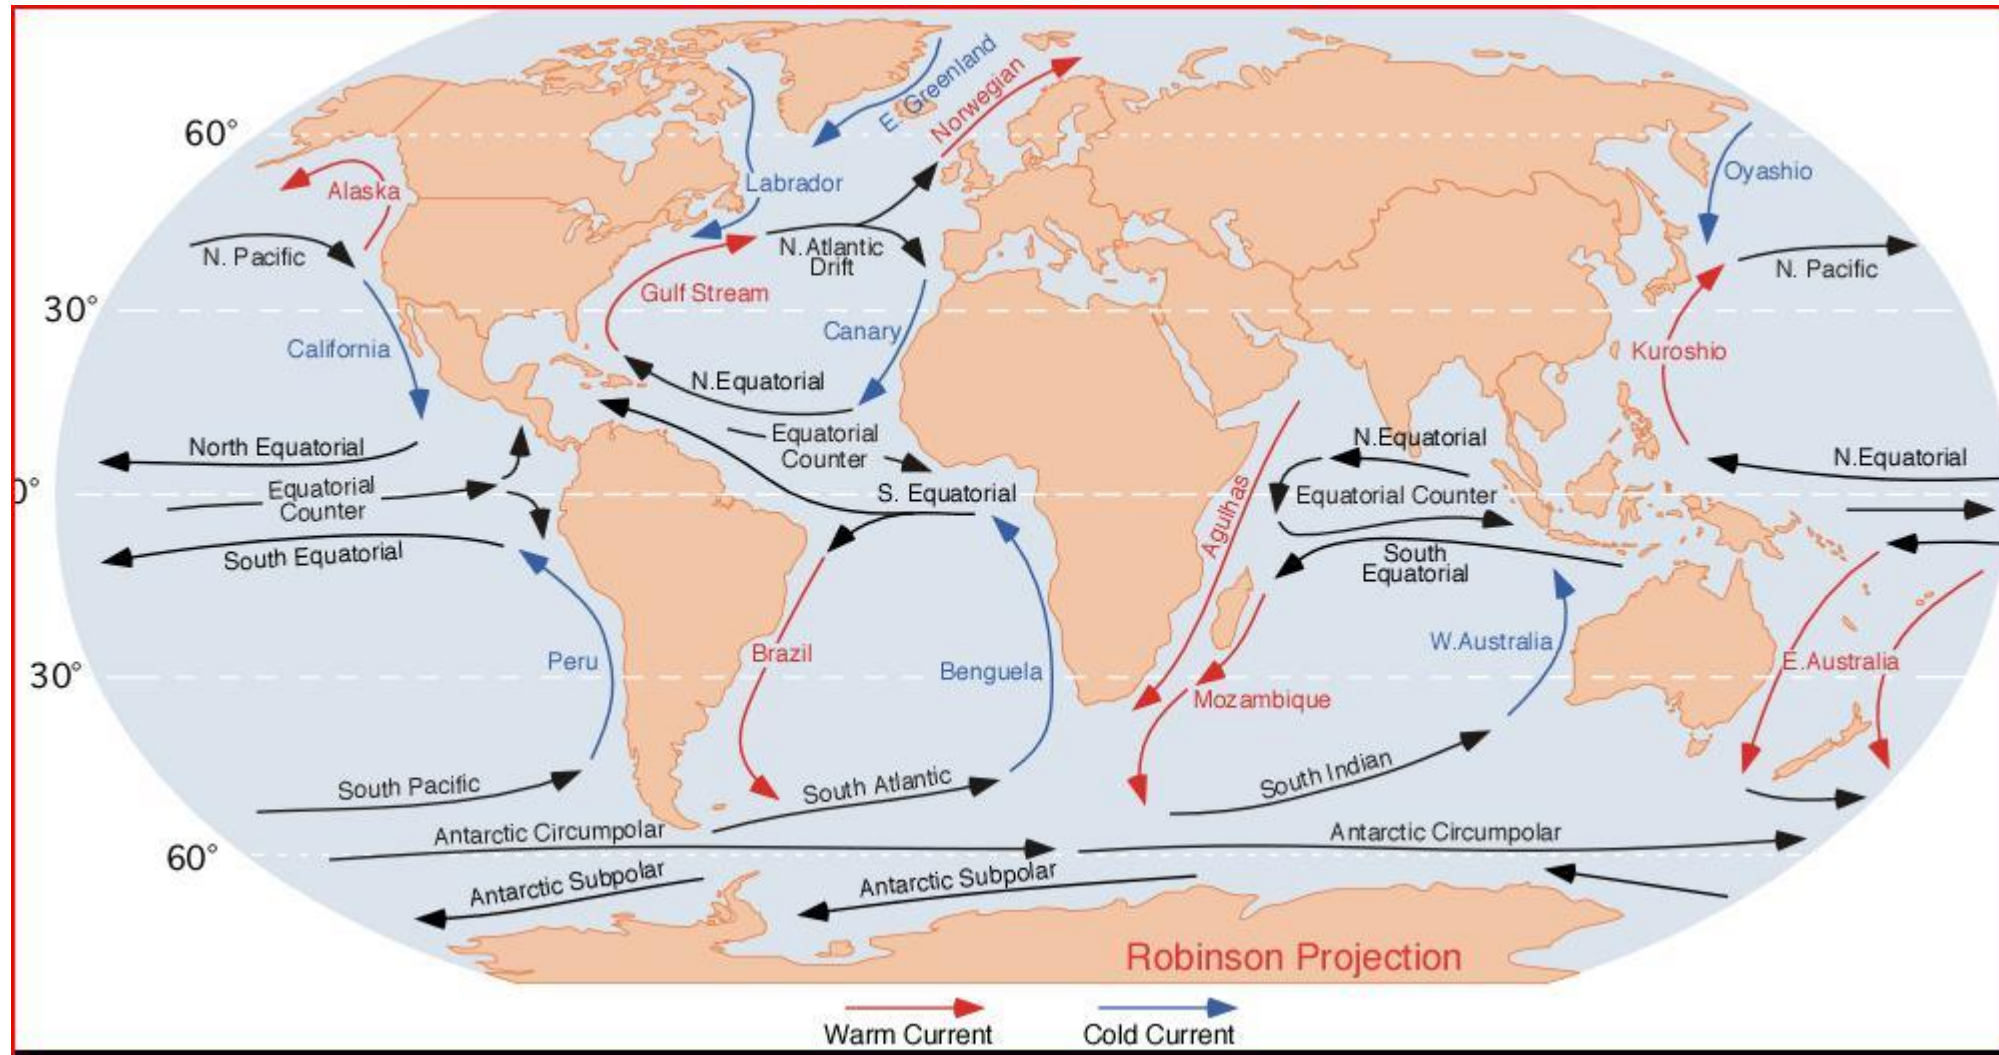 E. Greenland
Norwegian
60°
Labrador
Oyashio
Alaska
N. Pacific
N. Atlantic
Drift
N. Pacific
30°
Gulf Stream
Canary
California
Kuroshio
N.Equatorial
North Equatorial
Equatorial
Counter
N.Equatorial
N.Equatorial
0°
Equatorial
Counter
S. Equatorial
Equatorial Counter
Agulhas
South Equatorial
South
Equatorial
Peru
Brazil
Benguela
W.Australia
E.Australia
30°
Mozambique
South Pacific
South Atlantic
South Indian
Antarctic Circumpolar
Antarctic Circumpolar
60°
Antarctic Subpolar
Antarctic Subpolar
Robinson Projection
Warm Current
Cold Current